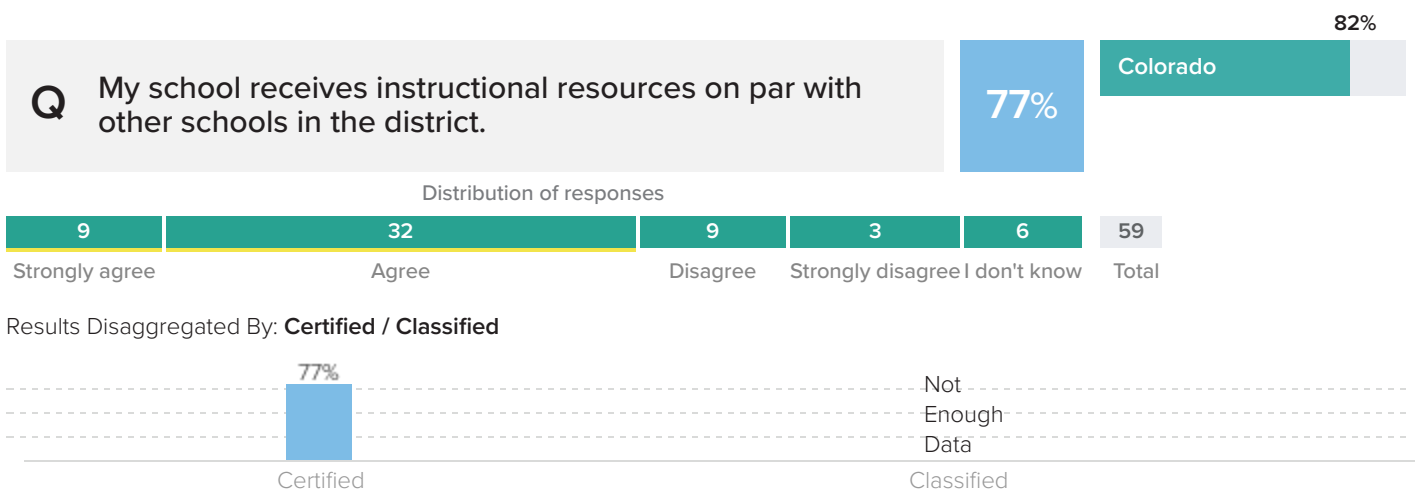 82%
Q My school receives instructional resources on par with
other schools in the district.
77%
Colorado
Distribution of responses
9 32 9 3 6 59
Strongly agree Agree Disagree Strongly disagree I don't know Total
Results Disaggregated By: Certified / Classified
77%
Not
Enough
Data
Certified Classified